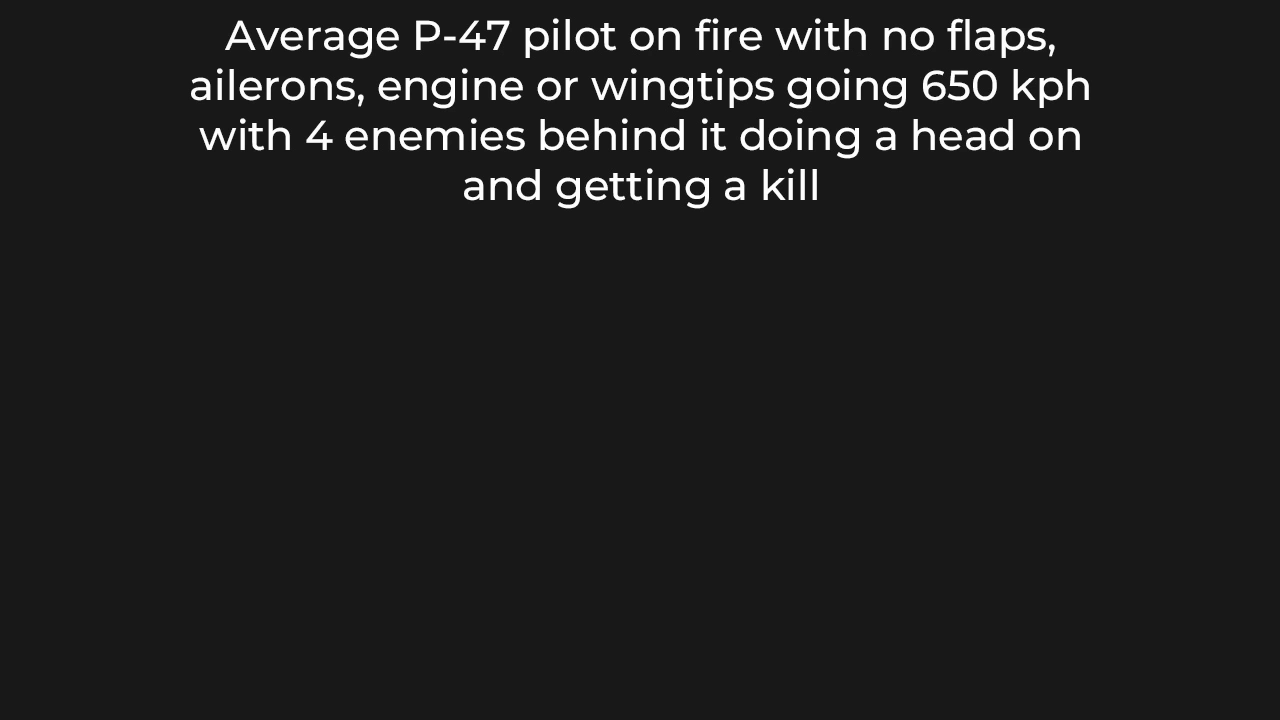 Average P-47 pilot on fire with no flaps,
ailerons, engine or wingtips going 650 kph
with 4 enemies behind it doing a head on
and getting a kill